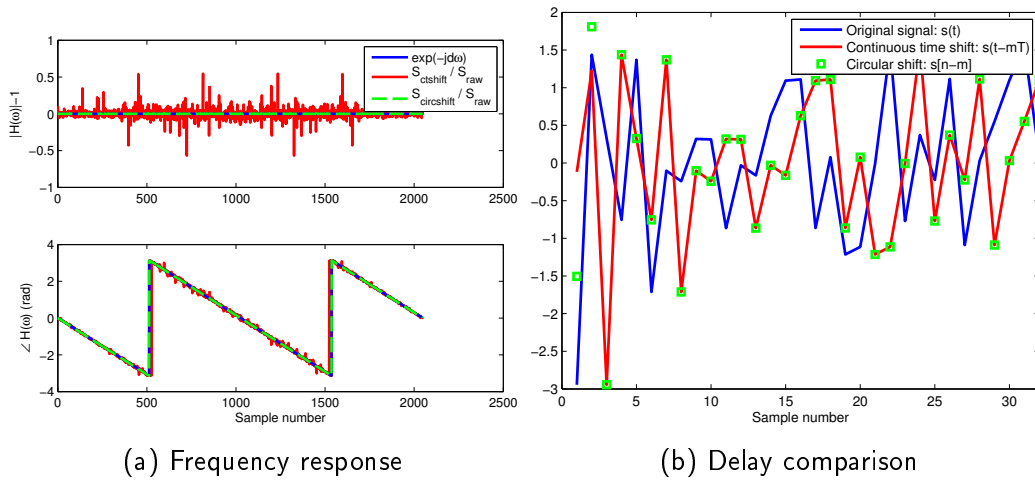 1
0.5
0
−0.5
−1
|H(ω)|−1
0 500 1000 1500 2000 2500
exp(−jdω)
S_ctshift / S_raw
S_circshift / S_raw
4
2
0
−2
−4
∠ H(ω) (rad)
0 500 1000 1500 2000 2500
Sample number
(a) Frequency response
2
1.5
1
0.5
0
−0.5
−1
−1.5
−2
−2.5
−3
0 5 10 15 20 25 30
Sample number
Original signal: s(t)
Continuous time shift: s(t−mT)
Circular shift: s[n−m]
(b) Delay comparison